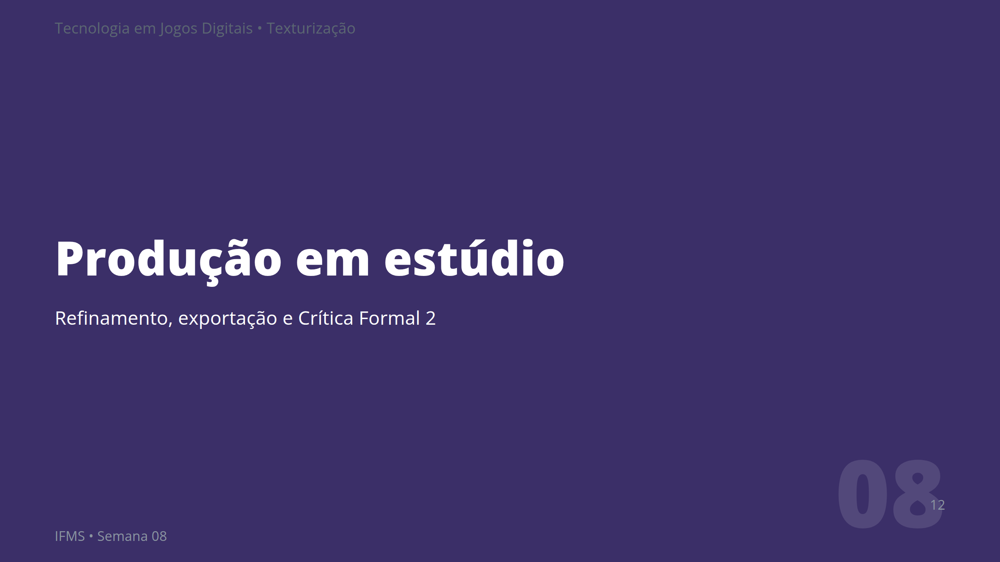 Tecnologia em Jogos Digitais • Texturização
Produção em estúdio
Refinamento, exportação e Crítica Formal 2
08
12
IFMS • Semana 08